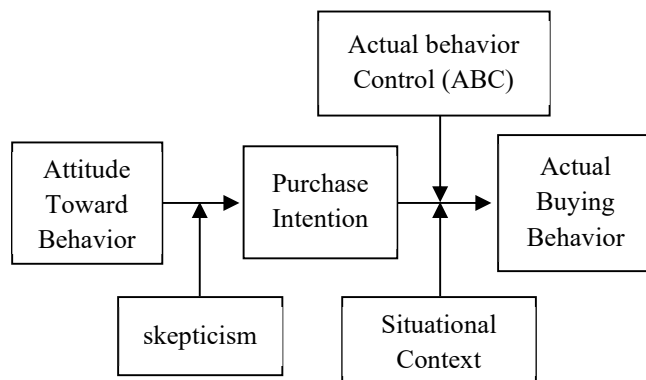 Actual behavior
Control (ABC)
Attitude
Toward
Behavior
Purchase
Intention
Actual
Buying
Behavior
skepticism
Situational
Context